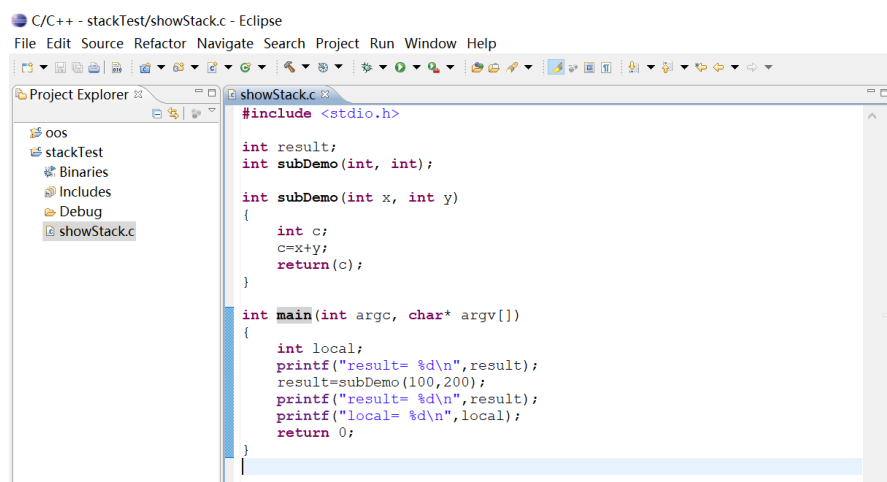 C/C++ - stackTest/showStack.c - Eclipse
File Edit Source Refactor Navigate Search Project Run Window Help
Project Explorer
showStack.c
oos
stackTest
Binaries
Includes
Debug
showStack.c
#include <stdio.h>
int result;
int subDemo(int, int);
int subDemo(int x, int y)
{
int c;
c=x+y;
return(c);
}
int main(int argc, char* argv[])
{
int local;
printf("result= %d\n",result);
result=subDemo(100,200);
printf("result= %d\n",result);
printf("local= %d\n",local);
return 0;
}